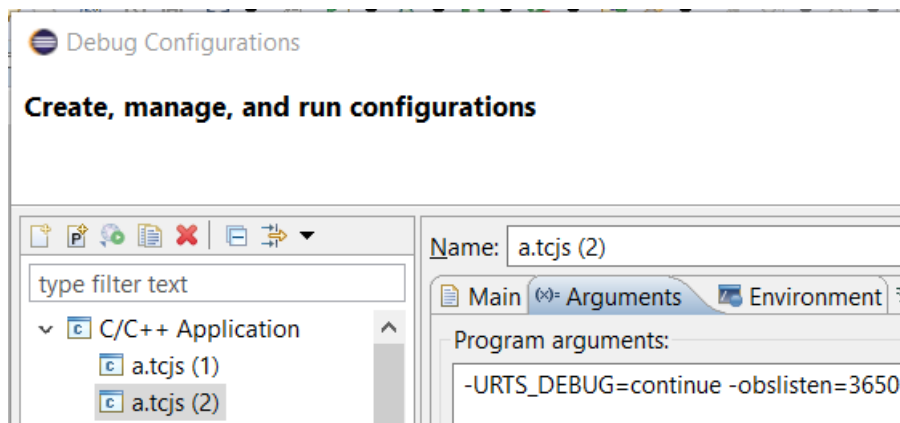 Debug Configurations
Create, manage, and run configurations
Name: a.tcjs (2)
type filter text
Main (x)= Arguments Environment
C/C++ Application
Program arguments:
a.tcjs (1)
-URTS_DEBUG=continue -obslisten=3650
a.tcjs (2)